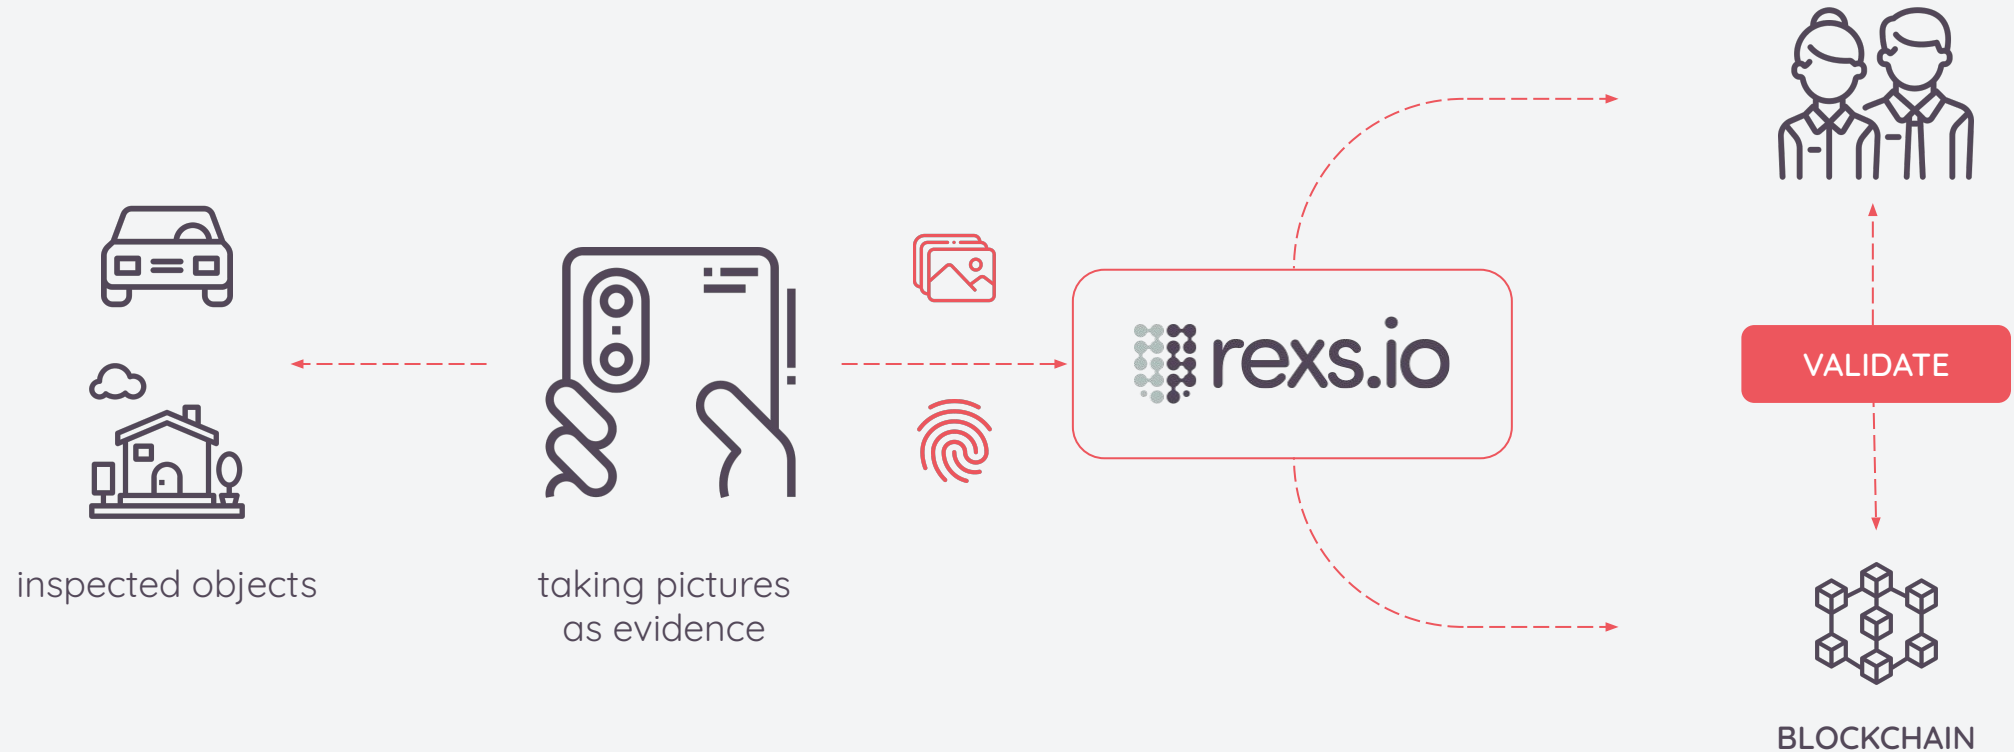 rexs.io
VALIDATE
inspected objects
taking pictures
as evidence
BLOCKCHAIN